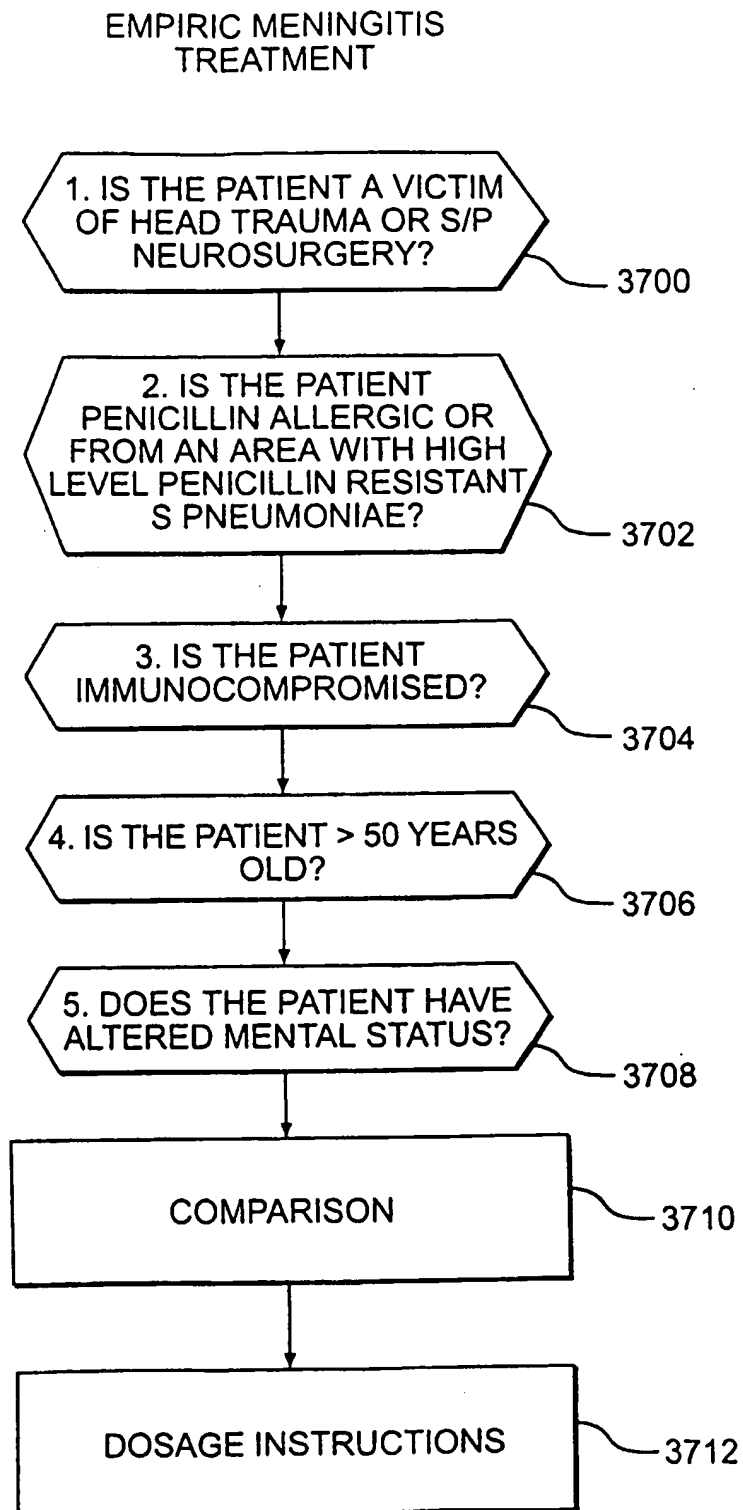 EMPIRIC MENINGITIS
TREATMENT
1. IS THE PATIENT A VICTIM
OF HEAD TRAUMA OR S/P
NEUROSURGERY?
3700
2. IS THE PATIENT
PENICILLIN ALLERGIC OR
FROM AN AREA WITH HIGH
LEVEL PENICILLIN RESISTANT
S PNEUMONIAE?
3702
3. IS THE PATIENT
IMMUNOCOMPROMISED?
3704
4. IS THE PATIENT > 50 YEARS
OLD?
3706
5. DOES THE PATIENT HAVE
ALTERED MENTAL STATUS?
3708
COMPARISON
3710
DOSAGE INSTRUCTIONS
3712